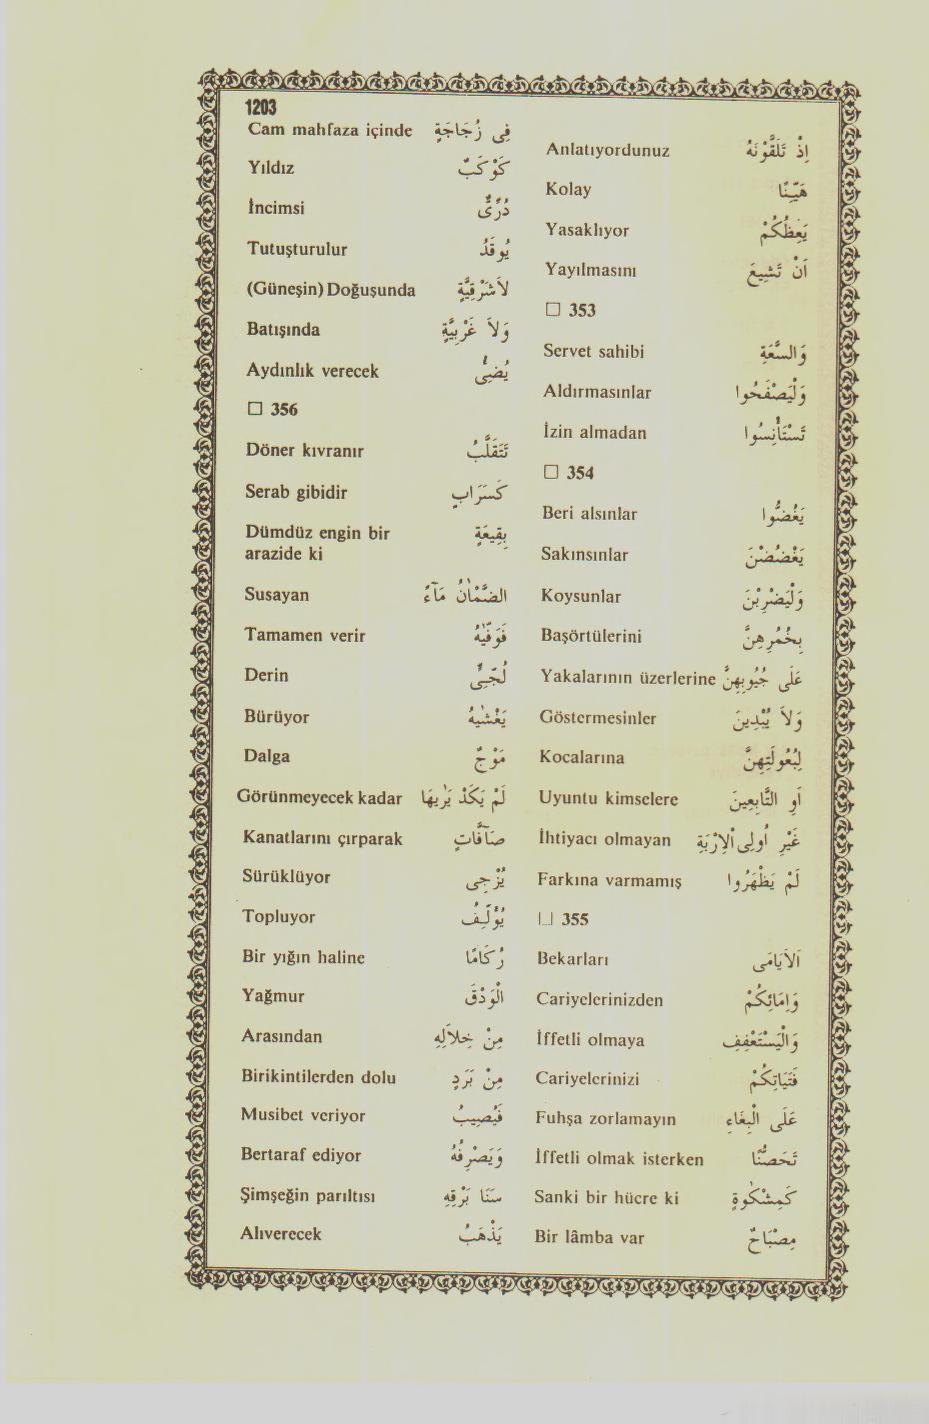 1203
Anlatıyordunuz اِذْ تَلَقَّوْنَهُ
Kolay هَيِّنًا
Yasaklıyor يَعِظُكُمْ
Yayılmasını اَنْ تَشِيعَ
□ 353
Servet sahibi وَالسَّعَةِ
Aldırmasınlar وَلْيَصْفَحُوا
İzin almadan تَسْتَأْنِسُوا
□ 354
Beri alsınlar يَغُضُّوا
Sakınsınlar يَغْضُضْنَ
Koysunlar وَلْيَضْرِبْنَ
Başörtülerini بِخُمُرِهِنَّ
Yakalarının üzerlerine عَلَى جُيُوبِهِنَّ
Göstermesinler وَلاَ يُبْدِينَ
Kocalarına لِبُعُولَتِهِنَّ
Uyuntu kimselere اَوِ التَّابِعِينَ
İhtiyacı olmayan غَيْرِ اُولِى اْلاِرْبَةِ
Farkına varmamış لَمْ يَظْهَرُوا
□ 355
Bekarları اَلاَيَامَى
Cariyelerinizden وَاِمَائِكُمْ
İffetli olmaya وَالْيَسْتَعْفِفِ
Cariyelerinizi فَتَيَاتِكُمْ
Fuhşa zorlamayın عَلَى الْبِغَاءِ
İffetli olmak isterken تَحَصُّنًا
Sanki bir hücre ki كَمِشْكٰوةٍ
Bir lâmba var مِصْبَاحٌ
Cam mahfaza içinde فِى زُجَاجَةٍ
Yıldız كَوْكَبٌ
İncimsi دُرِّىٌّ
Tutuşturulur يُوقَدُ
(Güneşin) Doğuşunda لاَشَرْقِيَّةٍ
Batışında وَلاَ غَرْبِيَّةٍ
Aydınlık verecek يُضِىُٔ
□ 356
Döner kıvranır تَتَقَلَّبُ
Serab gibidir كَسَرَابٍ
Dümdüz engin bir بِقِيعَةٍ
arazide ki
Susayan الضَّمْاٰنُ مَآءً
Tamamen verir فَوَفّٰيهُ
Derin لُجِّىٍّ
Bürüyor يَغْشٰيهُ
Dalga مَوْجٌ
Görünmeyecek kadar لَمْ يَكَدْ يَرٰيهَا
Kanatlarını çırparak صَآفَّاتٍ
Sürüklüyor يُزْجِى
Topluyor يُؤَلِّفُ
Bir yığın haline رُكَامًا
Yağmur الْوَدْقَ
Arasından مِنْ خِلاَلِهِ
Birikintilerden dolu مِنْ بَرَدٍ
Musibet veriyor فَيُصِيبُ
Bertaraf ediyor وَيَصْرِفُهُ
Şimşeğin parıltısı سَنَا بَرْقِهِ
Alıverecek يَذْهَبُ